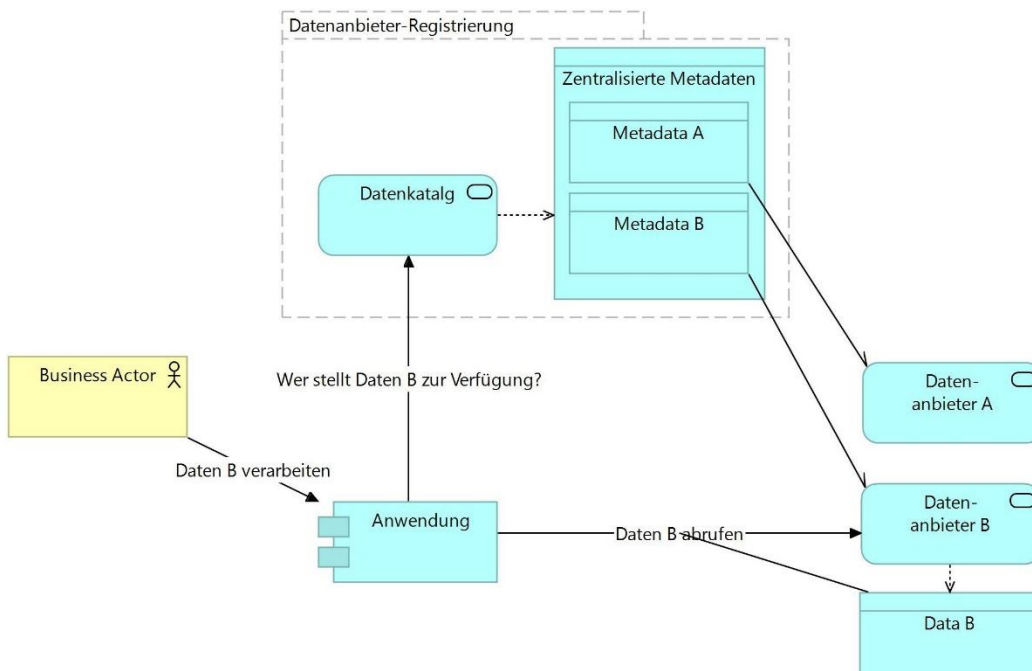 Datenanbieter-Registrierung
Zentralisierte Metadaten
Metadata A
Datenkatalg
Metadata B
Business Actor
Wer stellt Daten B zur Verfügung?
Daten-
anbieter A
Daten B verarbeiten
Anwendung
Daten-
anbieter B
Daten B abrufen
Data B